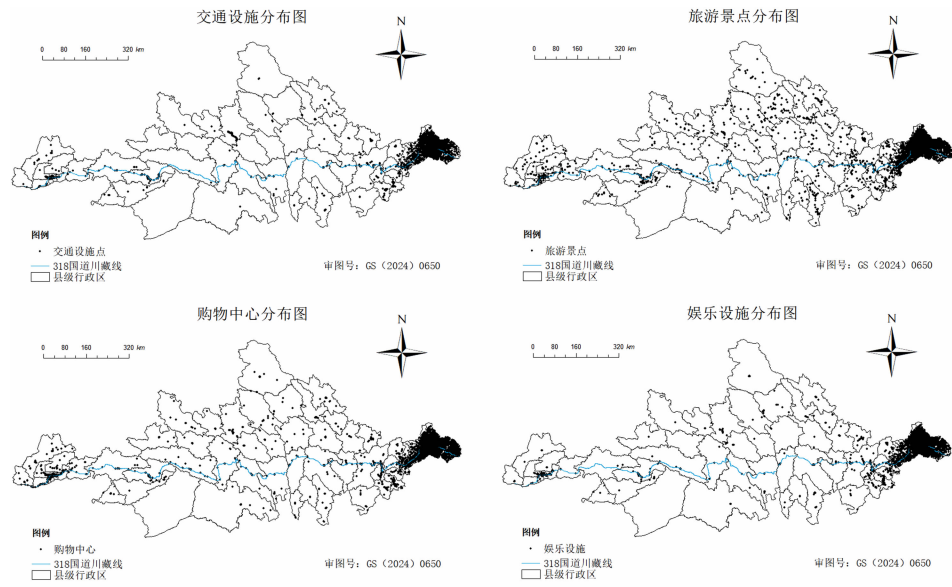 交通设施分布图
N
0 80 160 320 km
图例
交通设施点
318国道川藏线
县级行政区
审图号：GS（2024）0650
旅游景点分布图
N
0 80 160 320 km
图例
旅游景点
318国道川藏线
县级行政区
审图号：GS（2024）0650
购物中心分布图
N
0 80 160 320 km
图例
购物中心
318国道川藏线
县级行政区
审图号：GS（2024）0650
娱乐设施分布图
N
0 80 160 320 km
图例
娱乐设施
318国道川藏线
县级行政区
审图号：GS（2024）0650